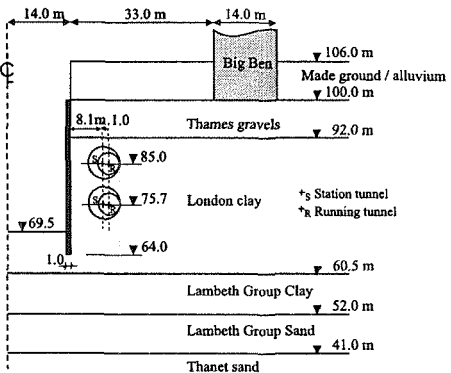 14.0 m 33.0 m 14.0 m
Big Ben
106.0 m
Made ground / alluvium
100.0 m
8.1m 1.0
Thames gravels
92.0 m
S R 85.0
S R 75.7 London clay
+S Station tunnel
+R Running tunnel
69.5
64.0
1.0
60.5 m
Lambeth Group Clay
52.0 m
Lambeth Group Sand
41.0 m
Thanet sand